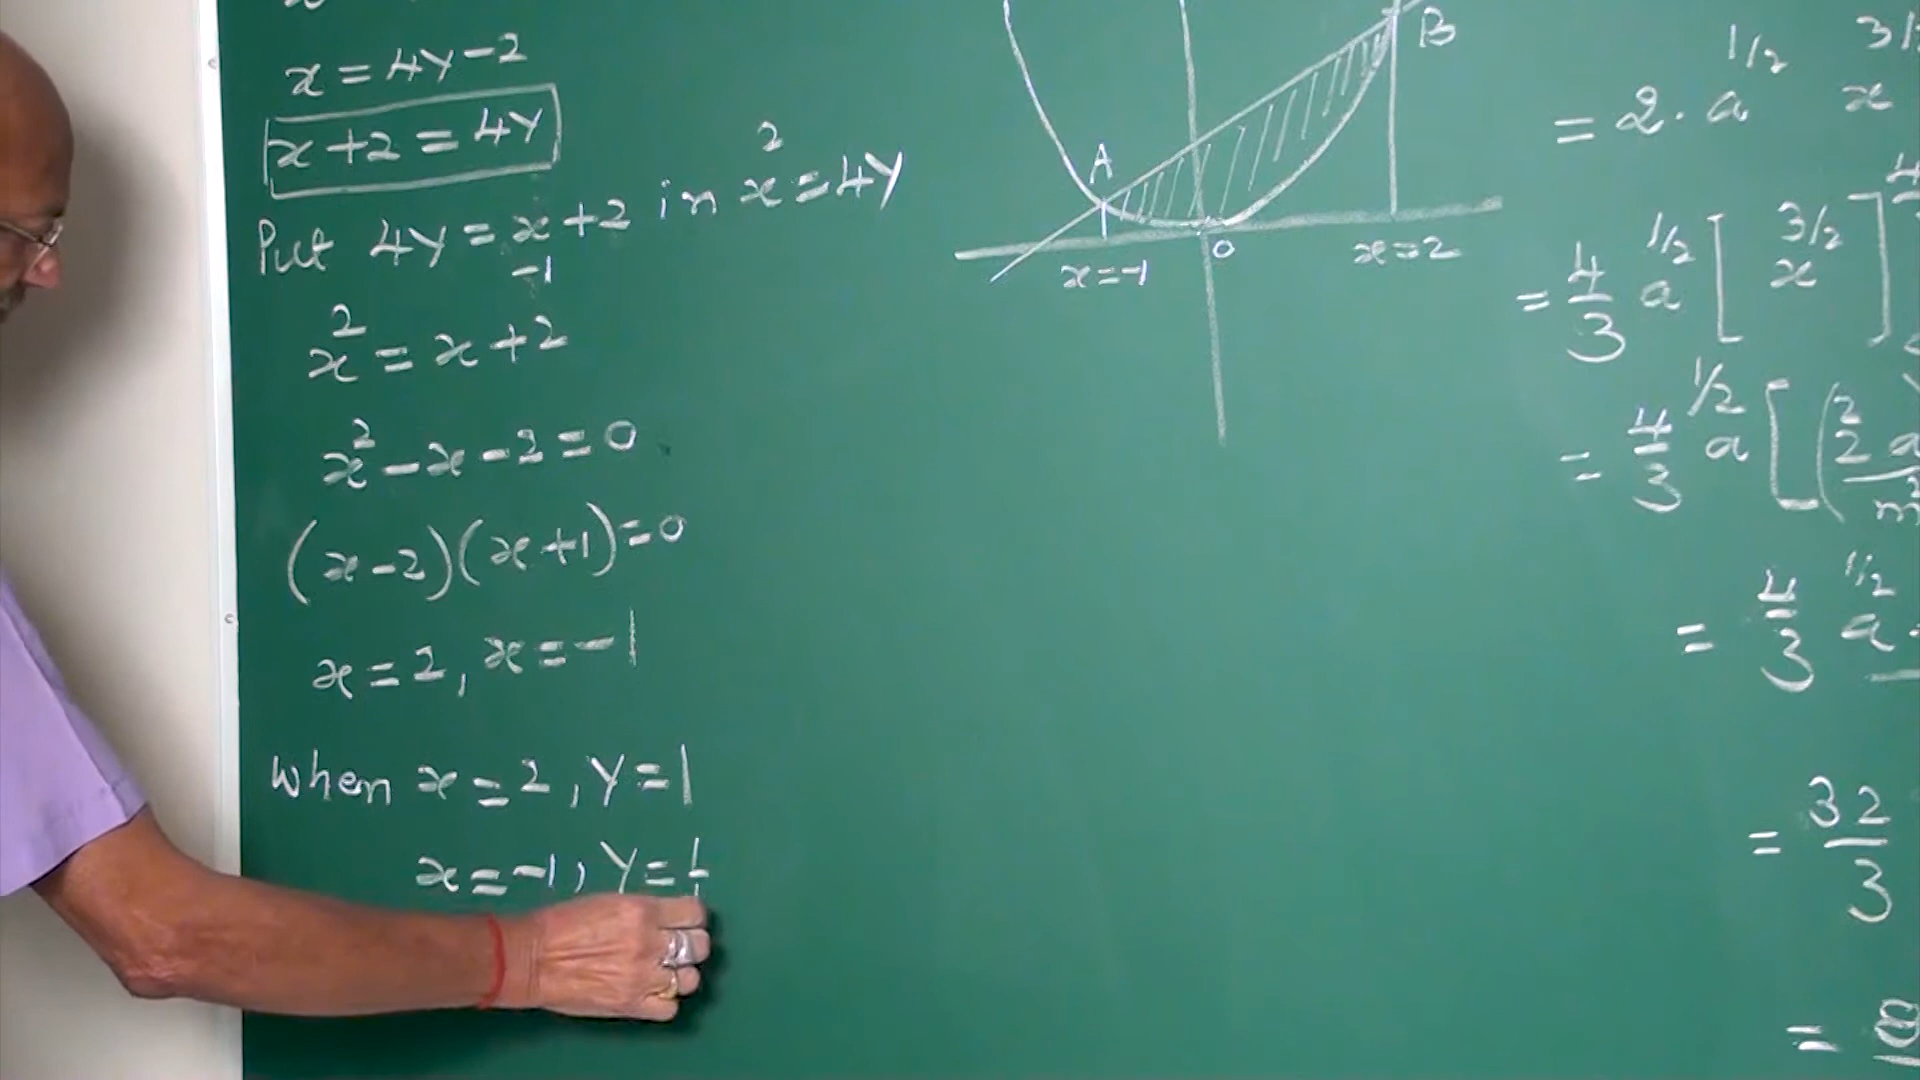 x = 4y - 2
x + 2 = 4y
Put 4y = x + 2 in x² = 4y
-1
x² = x + 2
x² - x - 2 = 0
(x - 2)(x + 1) = 0
x = 2, x = -1
When x = 2, y = 1
x = -1, y = 1
A
B
x = -1
0
x = 2
= 2 · a^1/2 x
= 4/3 a^1/2 [x^3/2]
= 4/3 a^1/2 [(2
= 4/3 a^1/2
= 32/3
=